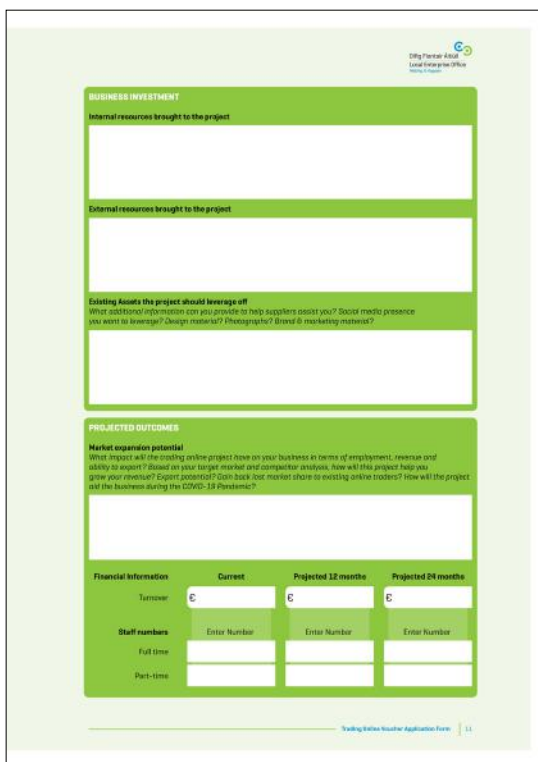 Oifig Fiontair Áitiúil
Local Enterprise Office
Making It Happen
BUSINESS INVESTMENT
Internal resources brought to the project
External resources brought to the project
Existing Assets the project should leverage off
What additional information can you provide to help suppliers assist you? Social media presence
you want to leverage? Design material? Photographs? Brand & marketing material?
PROJECTED OUTCOMES
Market expansion potential
What impact will the trading online project have on your business in terms of employment, revenue and
ability to export? Based on your target market and competitor analysis, how will this project help you
grow your revenue? Export potential? Gain back lost market share to existing online traders? How will the project
aid the business during the COVID-19 Pandemic?
Financial Information Current Projected 12 months Projected 24 months
Turnover € € €
Staff numbers Enter Number Enter Number Enter Number
Full time
Part-time
Trading Online Voucher Application Form 11